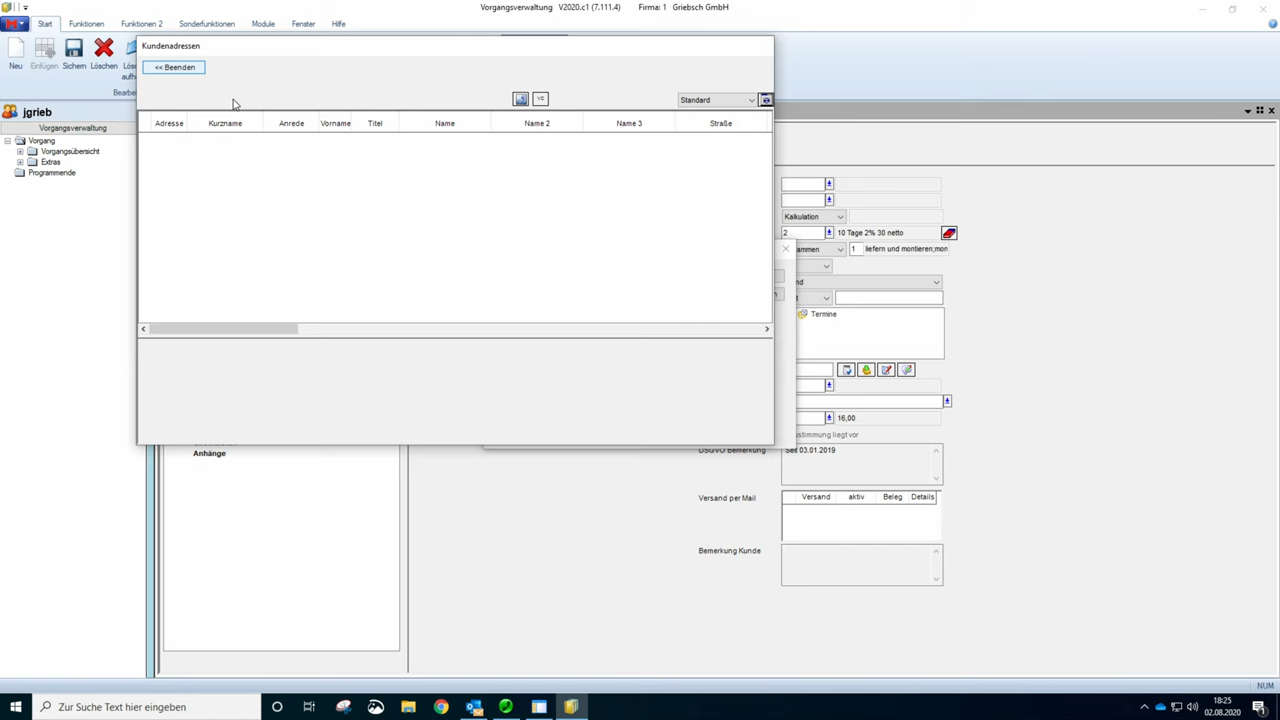 Vorgangsverwaltung V2020.c1 (7.111.4) Firma: 1 Griebsch GmbH
Start Funktionen Funktionen 2 Sonderfunktionen Module Fenster Hilfe
Neu Einfügen Sichern Löschen
Kundenadressen
<< Beenden
Standard
Adresse Kurzname Anrede Vorname Titel Name Name 2 Name 3 Straße
jgrieb
Vorgangsverwaltung
Vorgang
Vorgangsübersicht
Extras
Programmende
Kalkulation
2 10 Tage 2% 30 netto
ammen 1 liefern und montieren;mon
Termine
16,00
ustimmung liegt vor
DSGVO Bemerkung Seit 03.01.2019
Anhänge
Versand per Mail Versand aktiv Beleg Details
Bemerkung Kunde
NUM
Zur Suche Text hier eingeben
18:25
02.08.2020